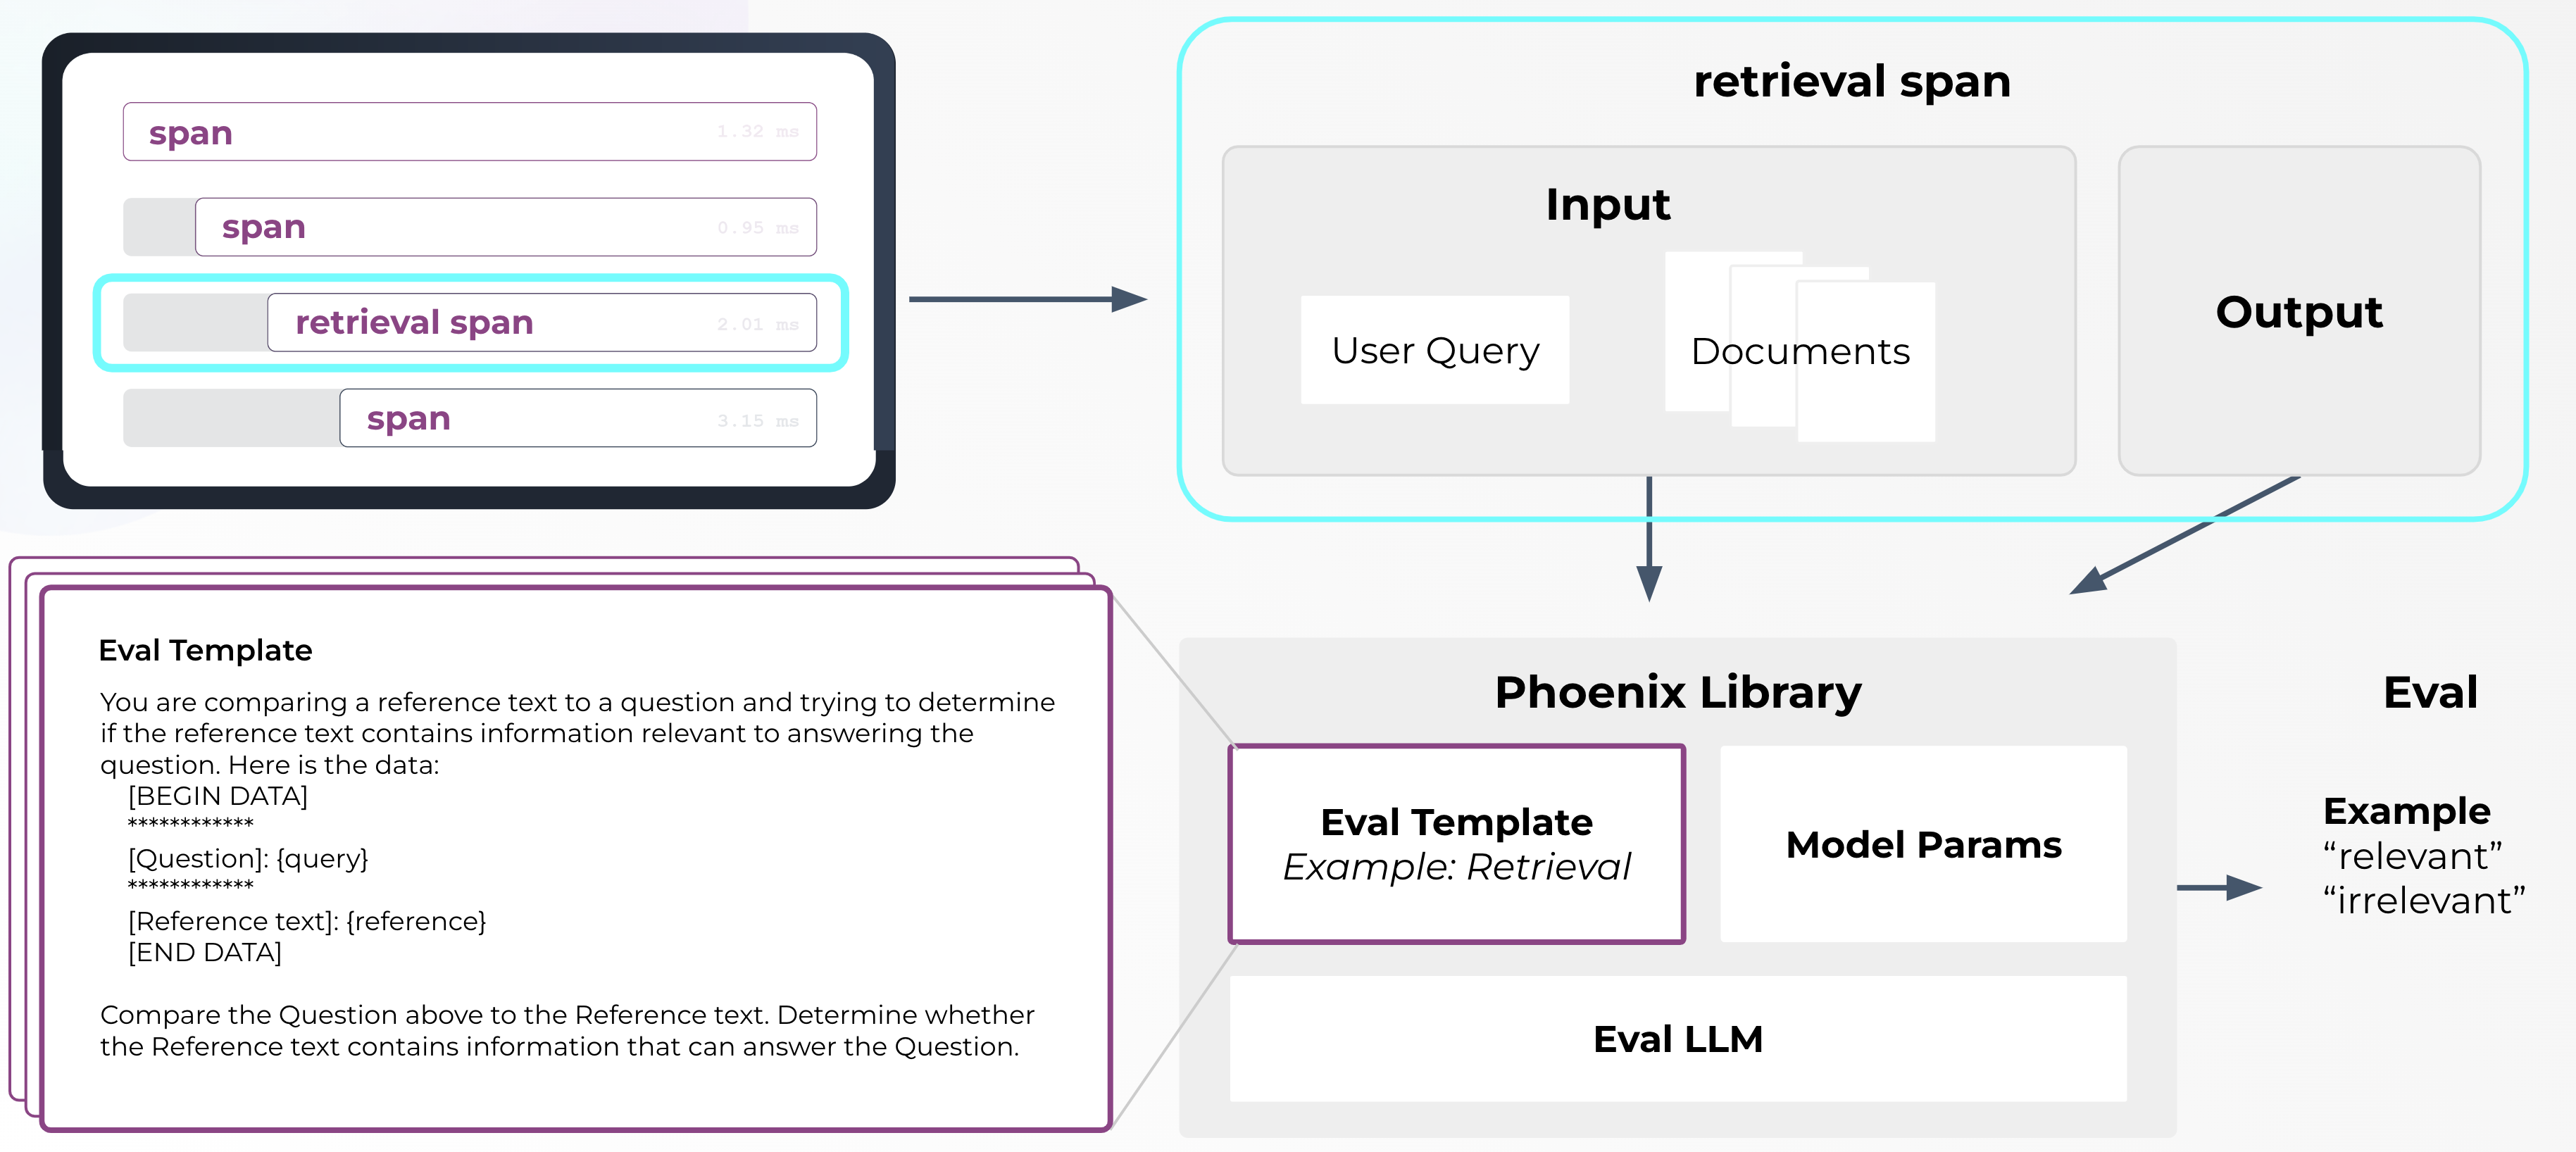 span
1.32 ms
span
0.95 ms
retrieval span
2.01 ms
span
3.15 ms
retrieval span
Input
User Query
Documents
Output
Eval Template
You are comparing a reference text to a question and trying to determine
if the reference text contains information relevant to answering the
question. Here is the data:
[BEGIN DATA]
************
[Question]: {query}
************
[Reference text]: {reference}
[END DATA]
Compare the Question above to the Reference text. Determine whether
the Reference text contains information that can answer the Question.
Phoenix Library
Eval Template
Example: Retrieval
Model Params
Eval LLM
Eval
Example
“relevant”
“irrelevant”